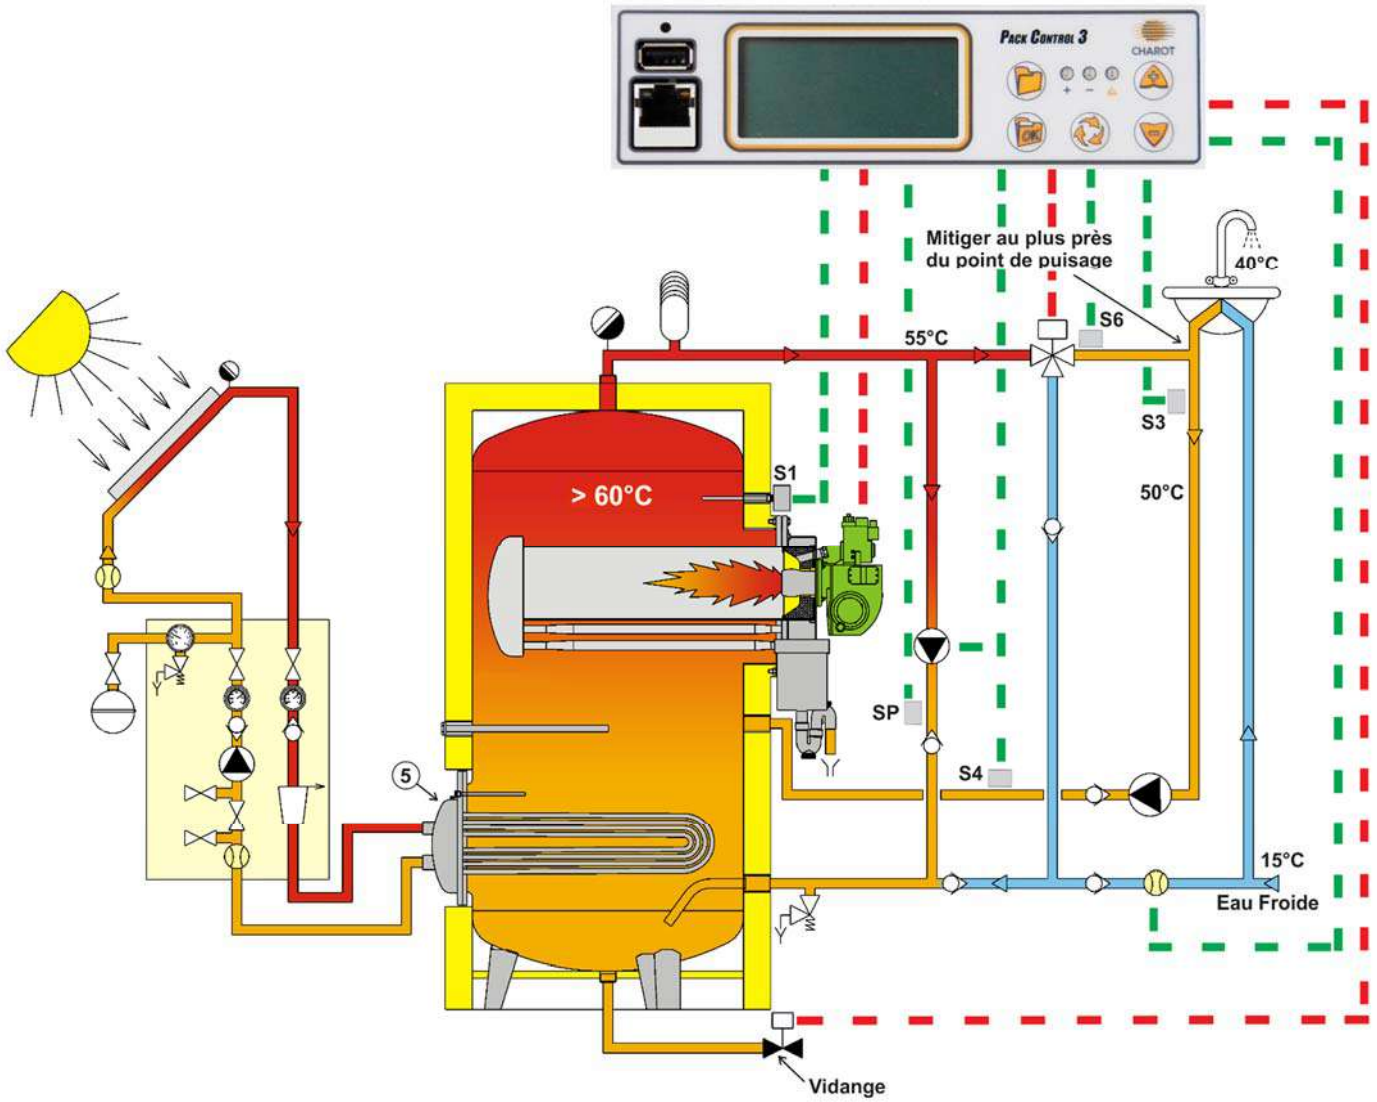 PACK CONTROL 3
CHAROT
+
-
OK
Mitiger au plus près
du point de puisage
40°C
S6
55°C
S3
S1
> 60°C
50°C
SP
S4
5
15°C
Eau Froide
Vidange